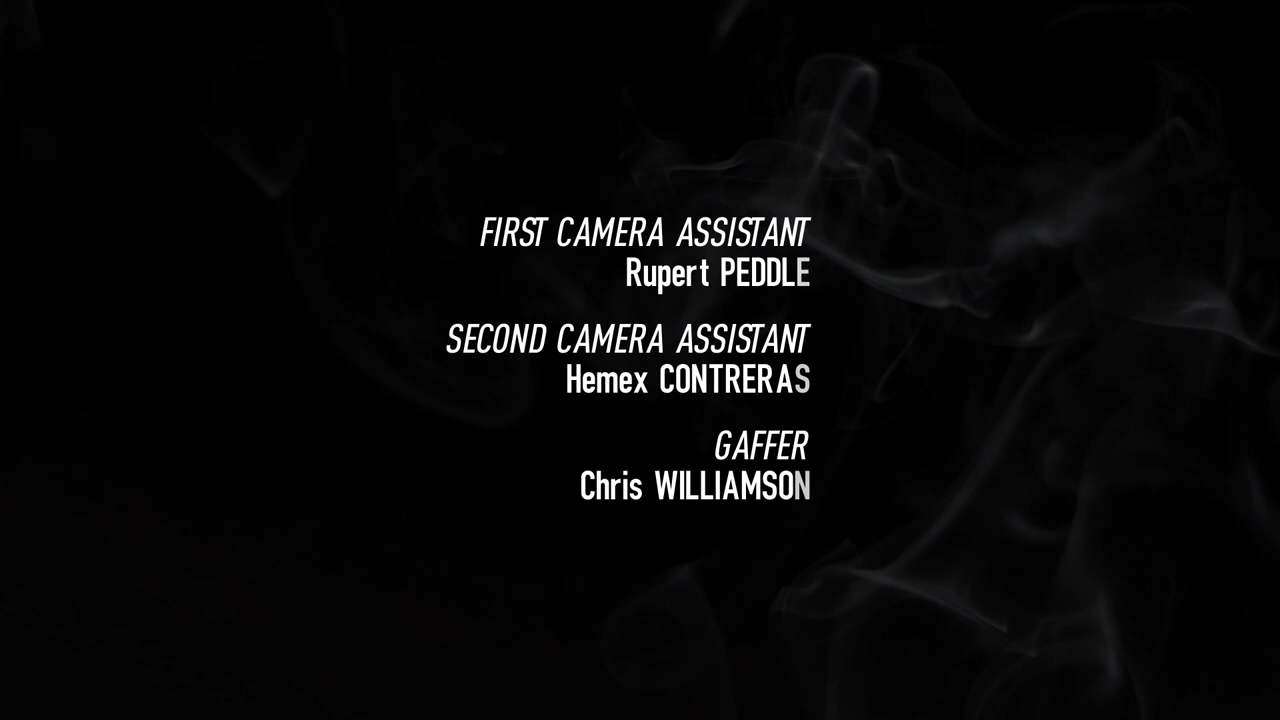 FIRST CAMERA ASSISTANT
Rupert PEDDLE
SECOND CAMERA ASSISTANT
Hemex CONTRERAS
GAFFER
Chris WILLIAMSON